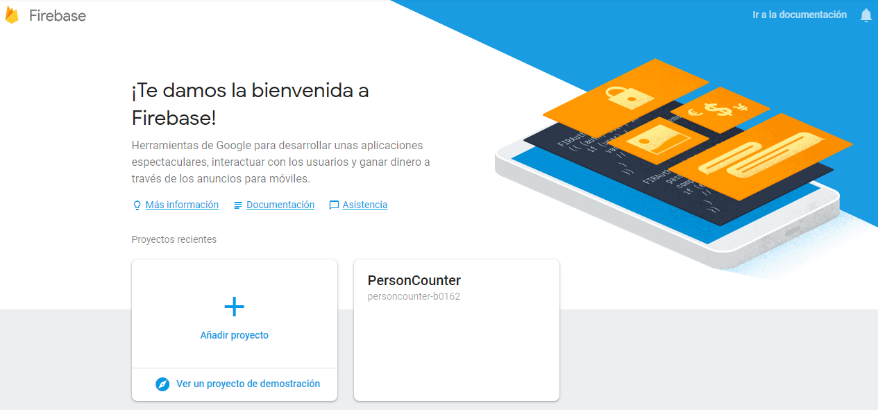 Firebase
Ir a la documentación
¡Te damos la bienvenida a
Firebase!
Herramientas de Google para desarrollar unas aplicaciones
espectaculares, interactuar con los usuarios y ganar dinero a
través de los anuncios para móviles.
Más información
Documentación
Asistencia
Proyectos recientes
Añadir proyecto
Ver un proyecto de demostración
PersonCounter
personcounter-b0162